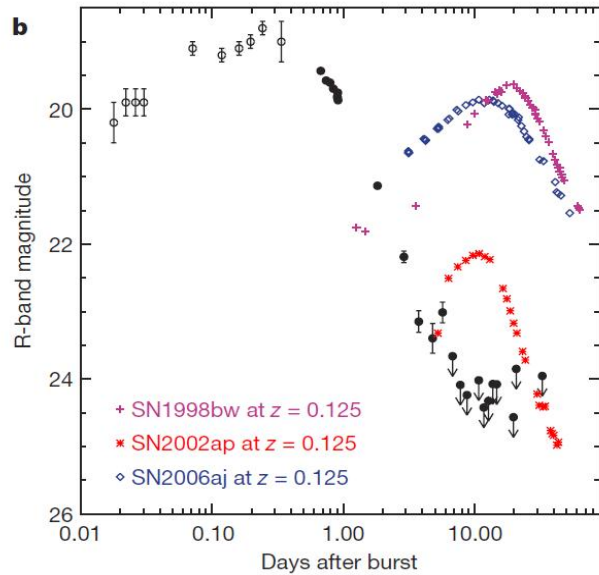 b
20
22
24
26
R-band magnitude
SN1998bw at z = 0.125
SN2002ap at z = 0.125
SN2006aj at z = 0.125
0.01
0.10
1.00
10.00
Days after burst